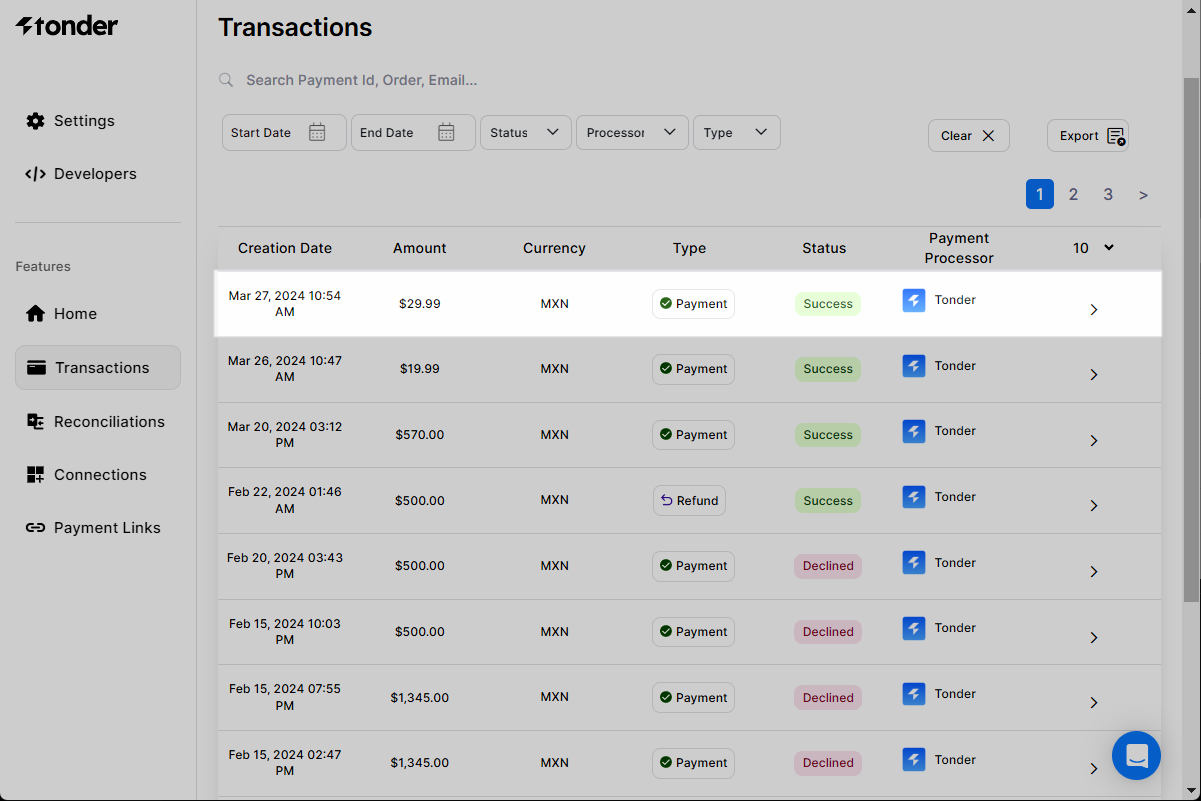 tonder
Settings
Developers
Features
Home
Transactions
Reconciliations
Connections
Payment Links
Transactions
Search Payment Id, Order, Email...
Start Date End Date Status Processor Type Clear Export
1 2 3 >
Creation Date Amount Currency Type Status Payment Processor 10
Mar 27, 2024 10:54 AM $29.99 MXN Payment Success Tonder
Mar 26, 2024 10:47 AM $19.99 MXN Payment Success Tonder
Mar 20, 2024 03:12 PM $570.00 MXN Payment Success Tonder
Feb 22, 2024 01:46 AM $500.00 MXN Refund Success Tonder
Feb 20, 2024 03:43 PM $500.00 MXN Payment Declined Tonder
Feb 15, 2024 10:03 PM $500.00 MXN Payment Declined Tonder
Feb 15, 2024 07:55 PM $1,345.00 MXN Payment Declined Tonder
Feb 15, 2024 02:47 PM $1,345.00 MXN Payment Declined Tonder